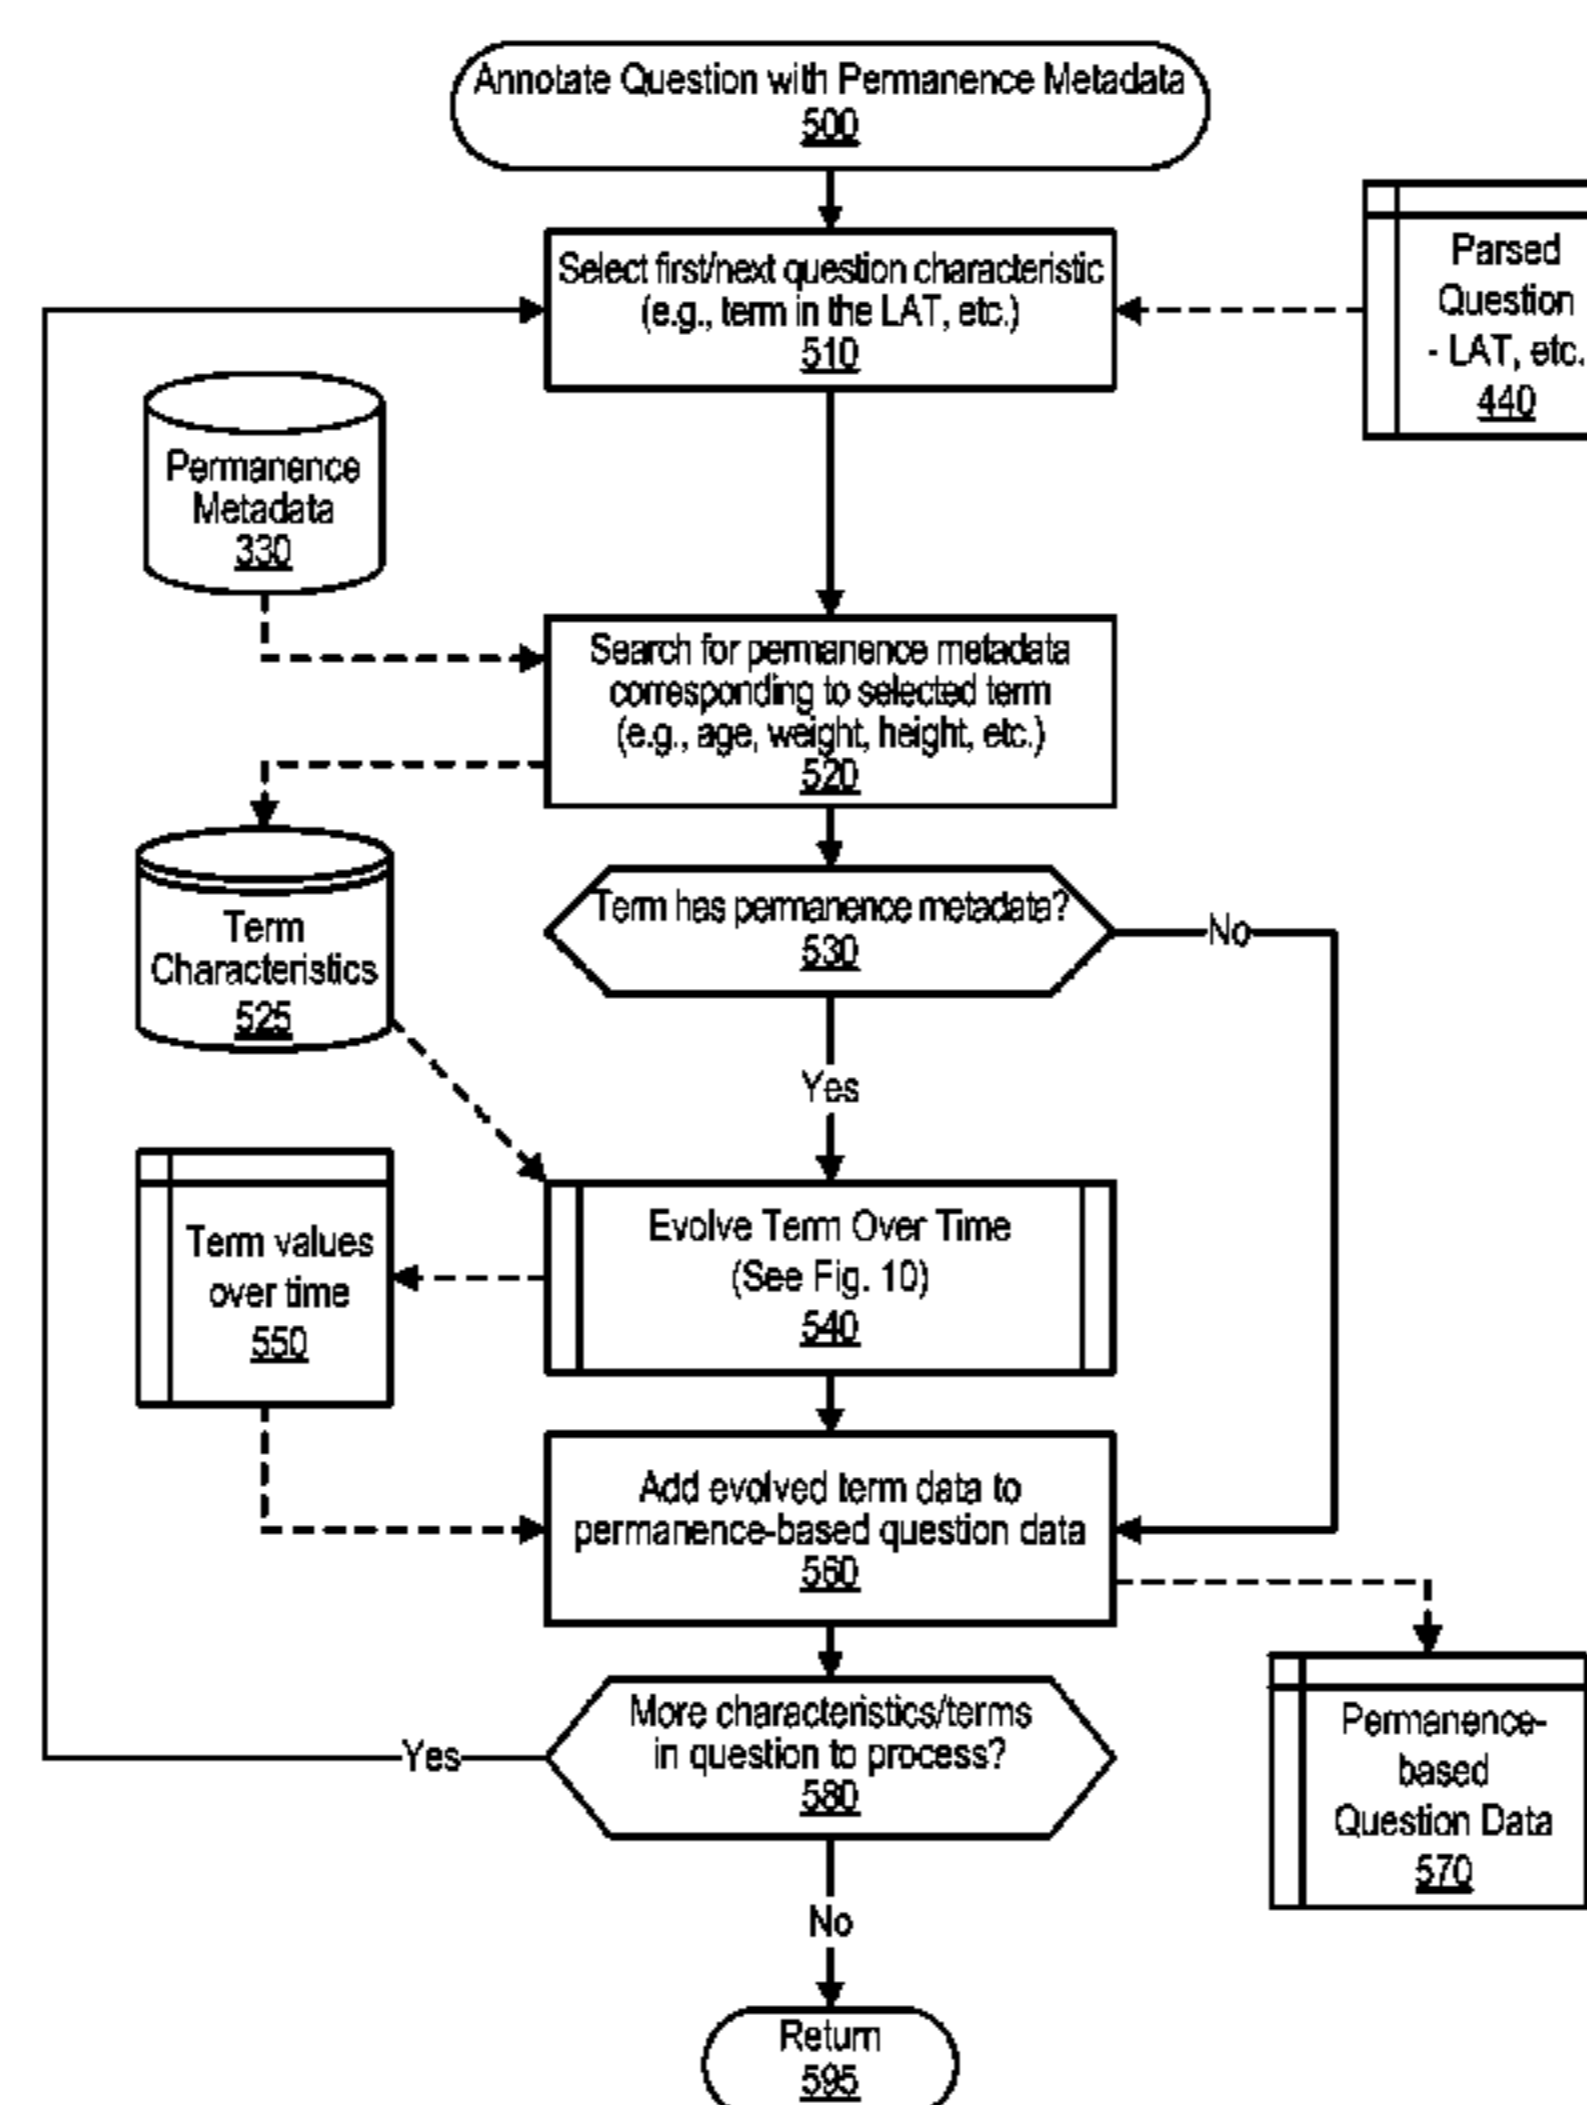 Annotate Question with Permanence Metadata
500
Select first/next question characteristic
(e.g., term in the LAT, etc.)
510
Parsed
Question
- LAT, etc.
440
Permanence
Metadata
330
Search for permanence metadata
corresponding to selected term
(e.g., age, weight, height, etc.)
520
Term
Characteristics
525
Term has permanence metadata?
530
No
Yes
Evolve Term Over Time
(See Fig. 10)
540
Term values
over time
550
Add evolved term data to
permanence-based question data
560
Permanence-
based
Question Data
570
More characteristics/terms
in question to process?
580
Yes
No
Return
595